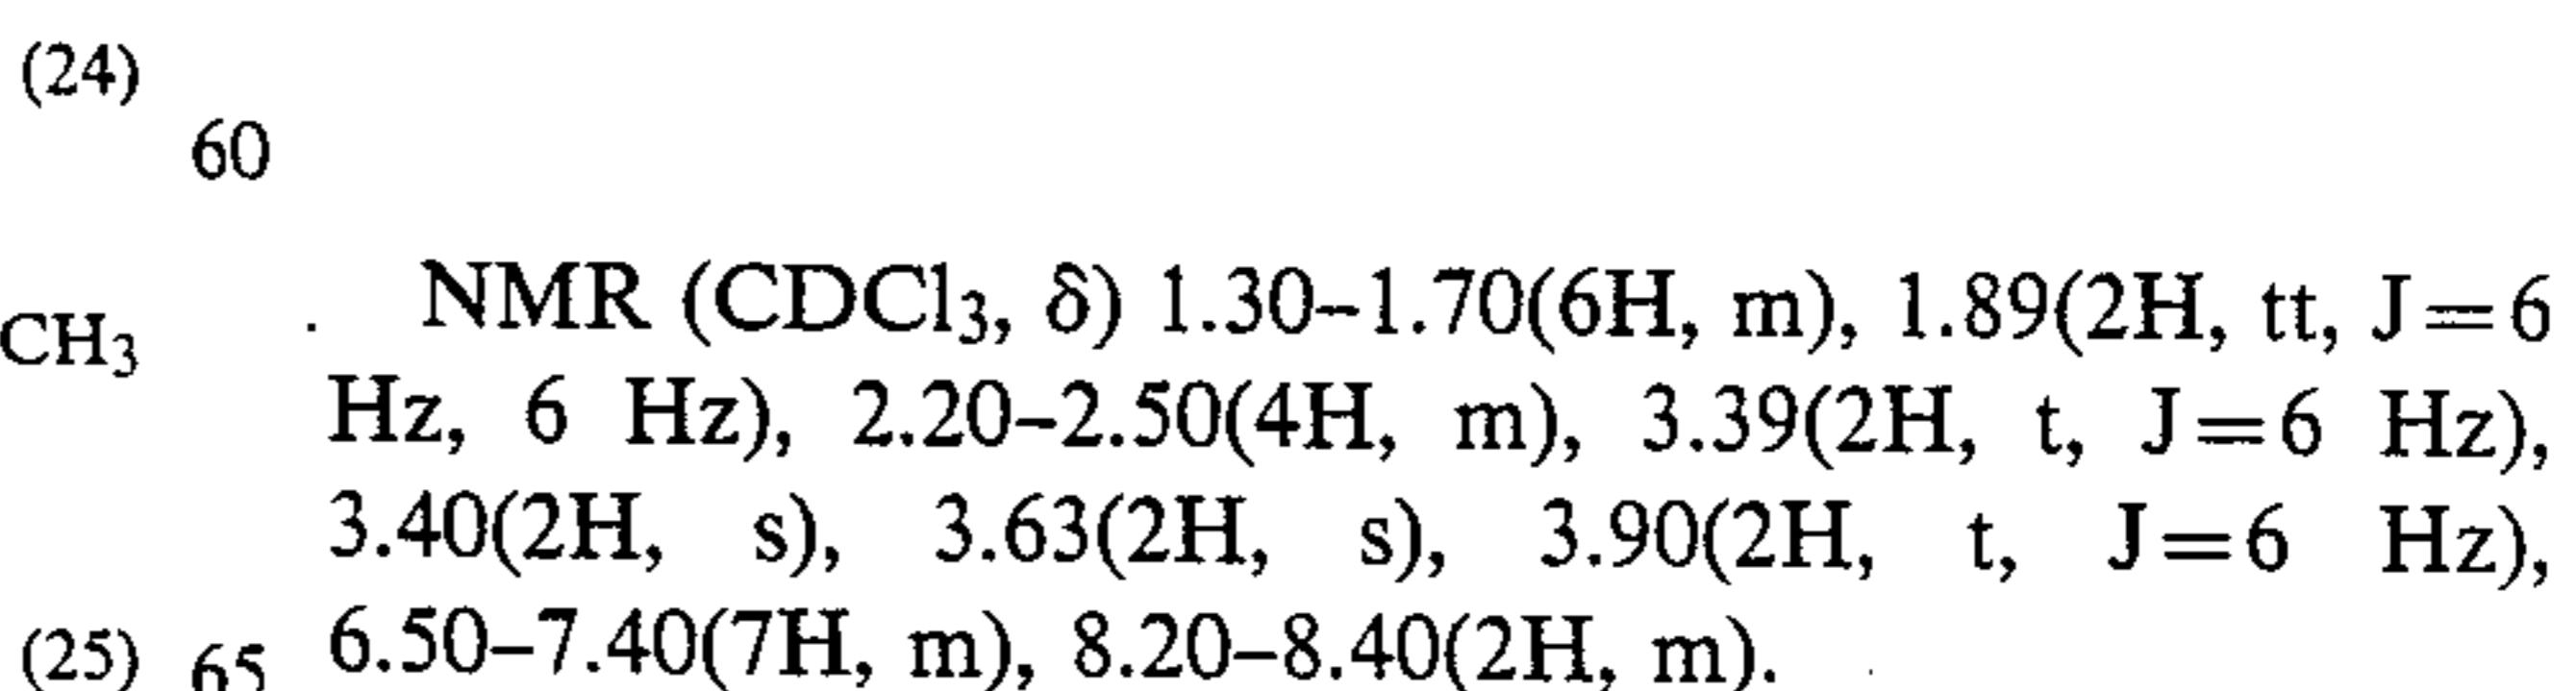 (24)
60
NMR (CDCl₃, δ) 1.30–1.70(6H, m), 1.89(2H, tt, J=6
CH₃
Hz, 6 Hz), 2.20–2.50(4H, m), 3.39(2H, t, J=6 Hz),
3.40(2H, s), 3.63(2H, s), 3.90(2H, t, J=6 Hz),
(25) 65 6.50–7.40(7H, m), 8.20–8.40(2H, m).